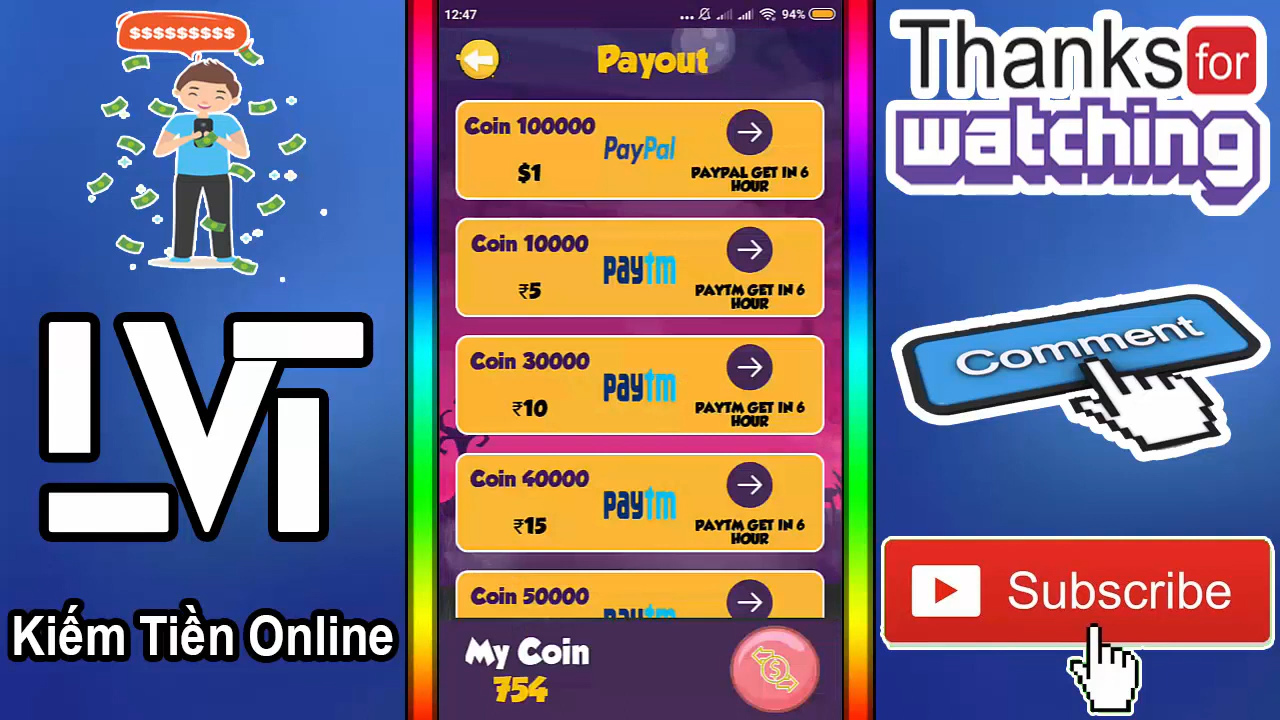 $$$$$$$$$
LVT
Kiếm Tiền Online
12:47
94%
Payout
Coin 100000
$1
PayPal
PAYPAL GET IN 6
HOUR
Coin 10000
₹5
paytm
PAYTM GET IN 6
HOUR
Coin 30000
₹10
paytm
PAYTM GET IN 6
HOUR
Coin 40000
₹15
paytm
PAYTM GET IN 6
HOUR
Coin 50000
paytm
My Coin
754
$
Thanks for
watching
Comment
Subscribe